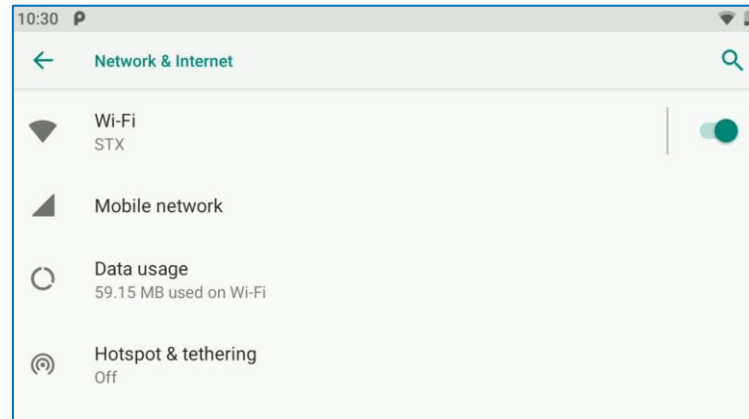 10:30
Network & Internet
Wi-Fi
STX
Mobile network
Data usage
59.15 MB used on Wi-Fi
Hotspot & tethering
Off